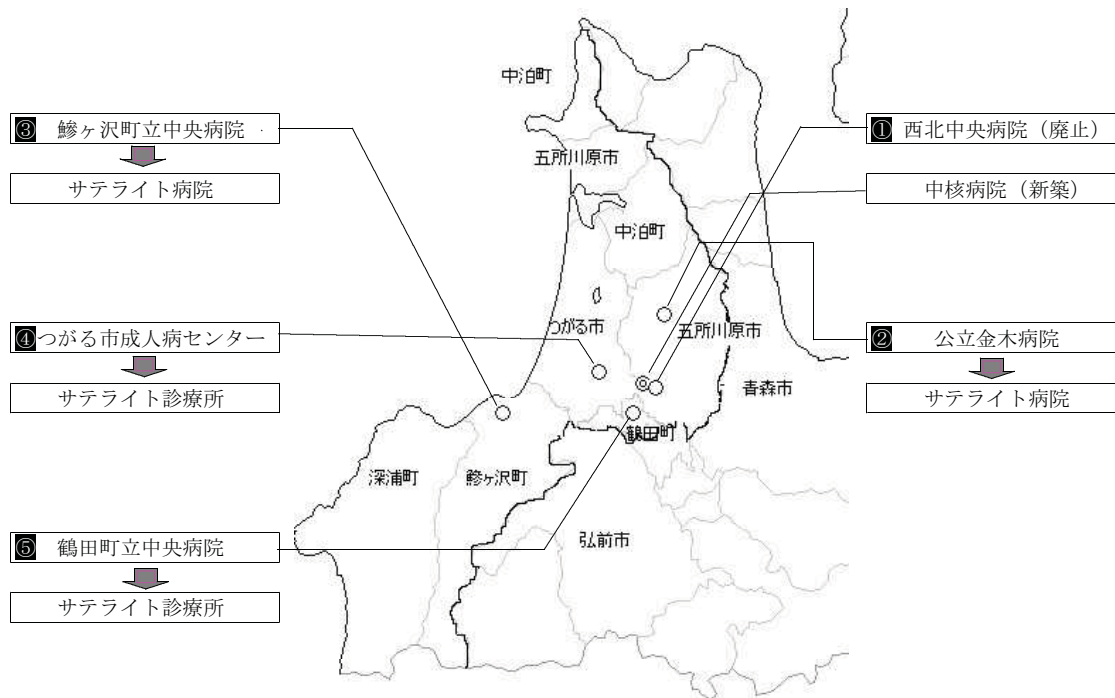 中泊町
③ 鰺ヶ沢町立中央病院
サテライト病院
① 西北中央病院（廃止）
中核病院（新築）
五所川原市
中泊町
つがる市
五所川原市
④ つがる市成人病センター
サテライト診療所
② 公立金木病院
サテライト病院
青森市
鶴田町
深浦町
鰺ヶ沢町
弘前市
⑤ 鶴田町立中央病院
サテライト診療所